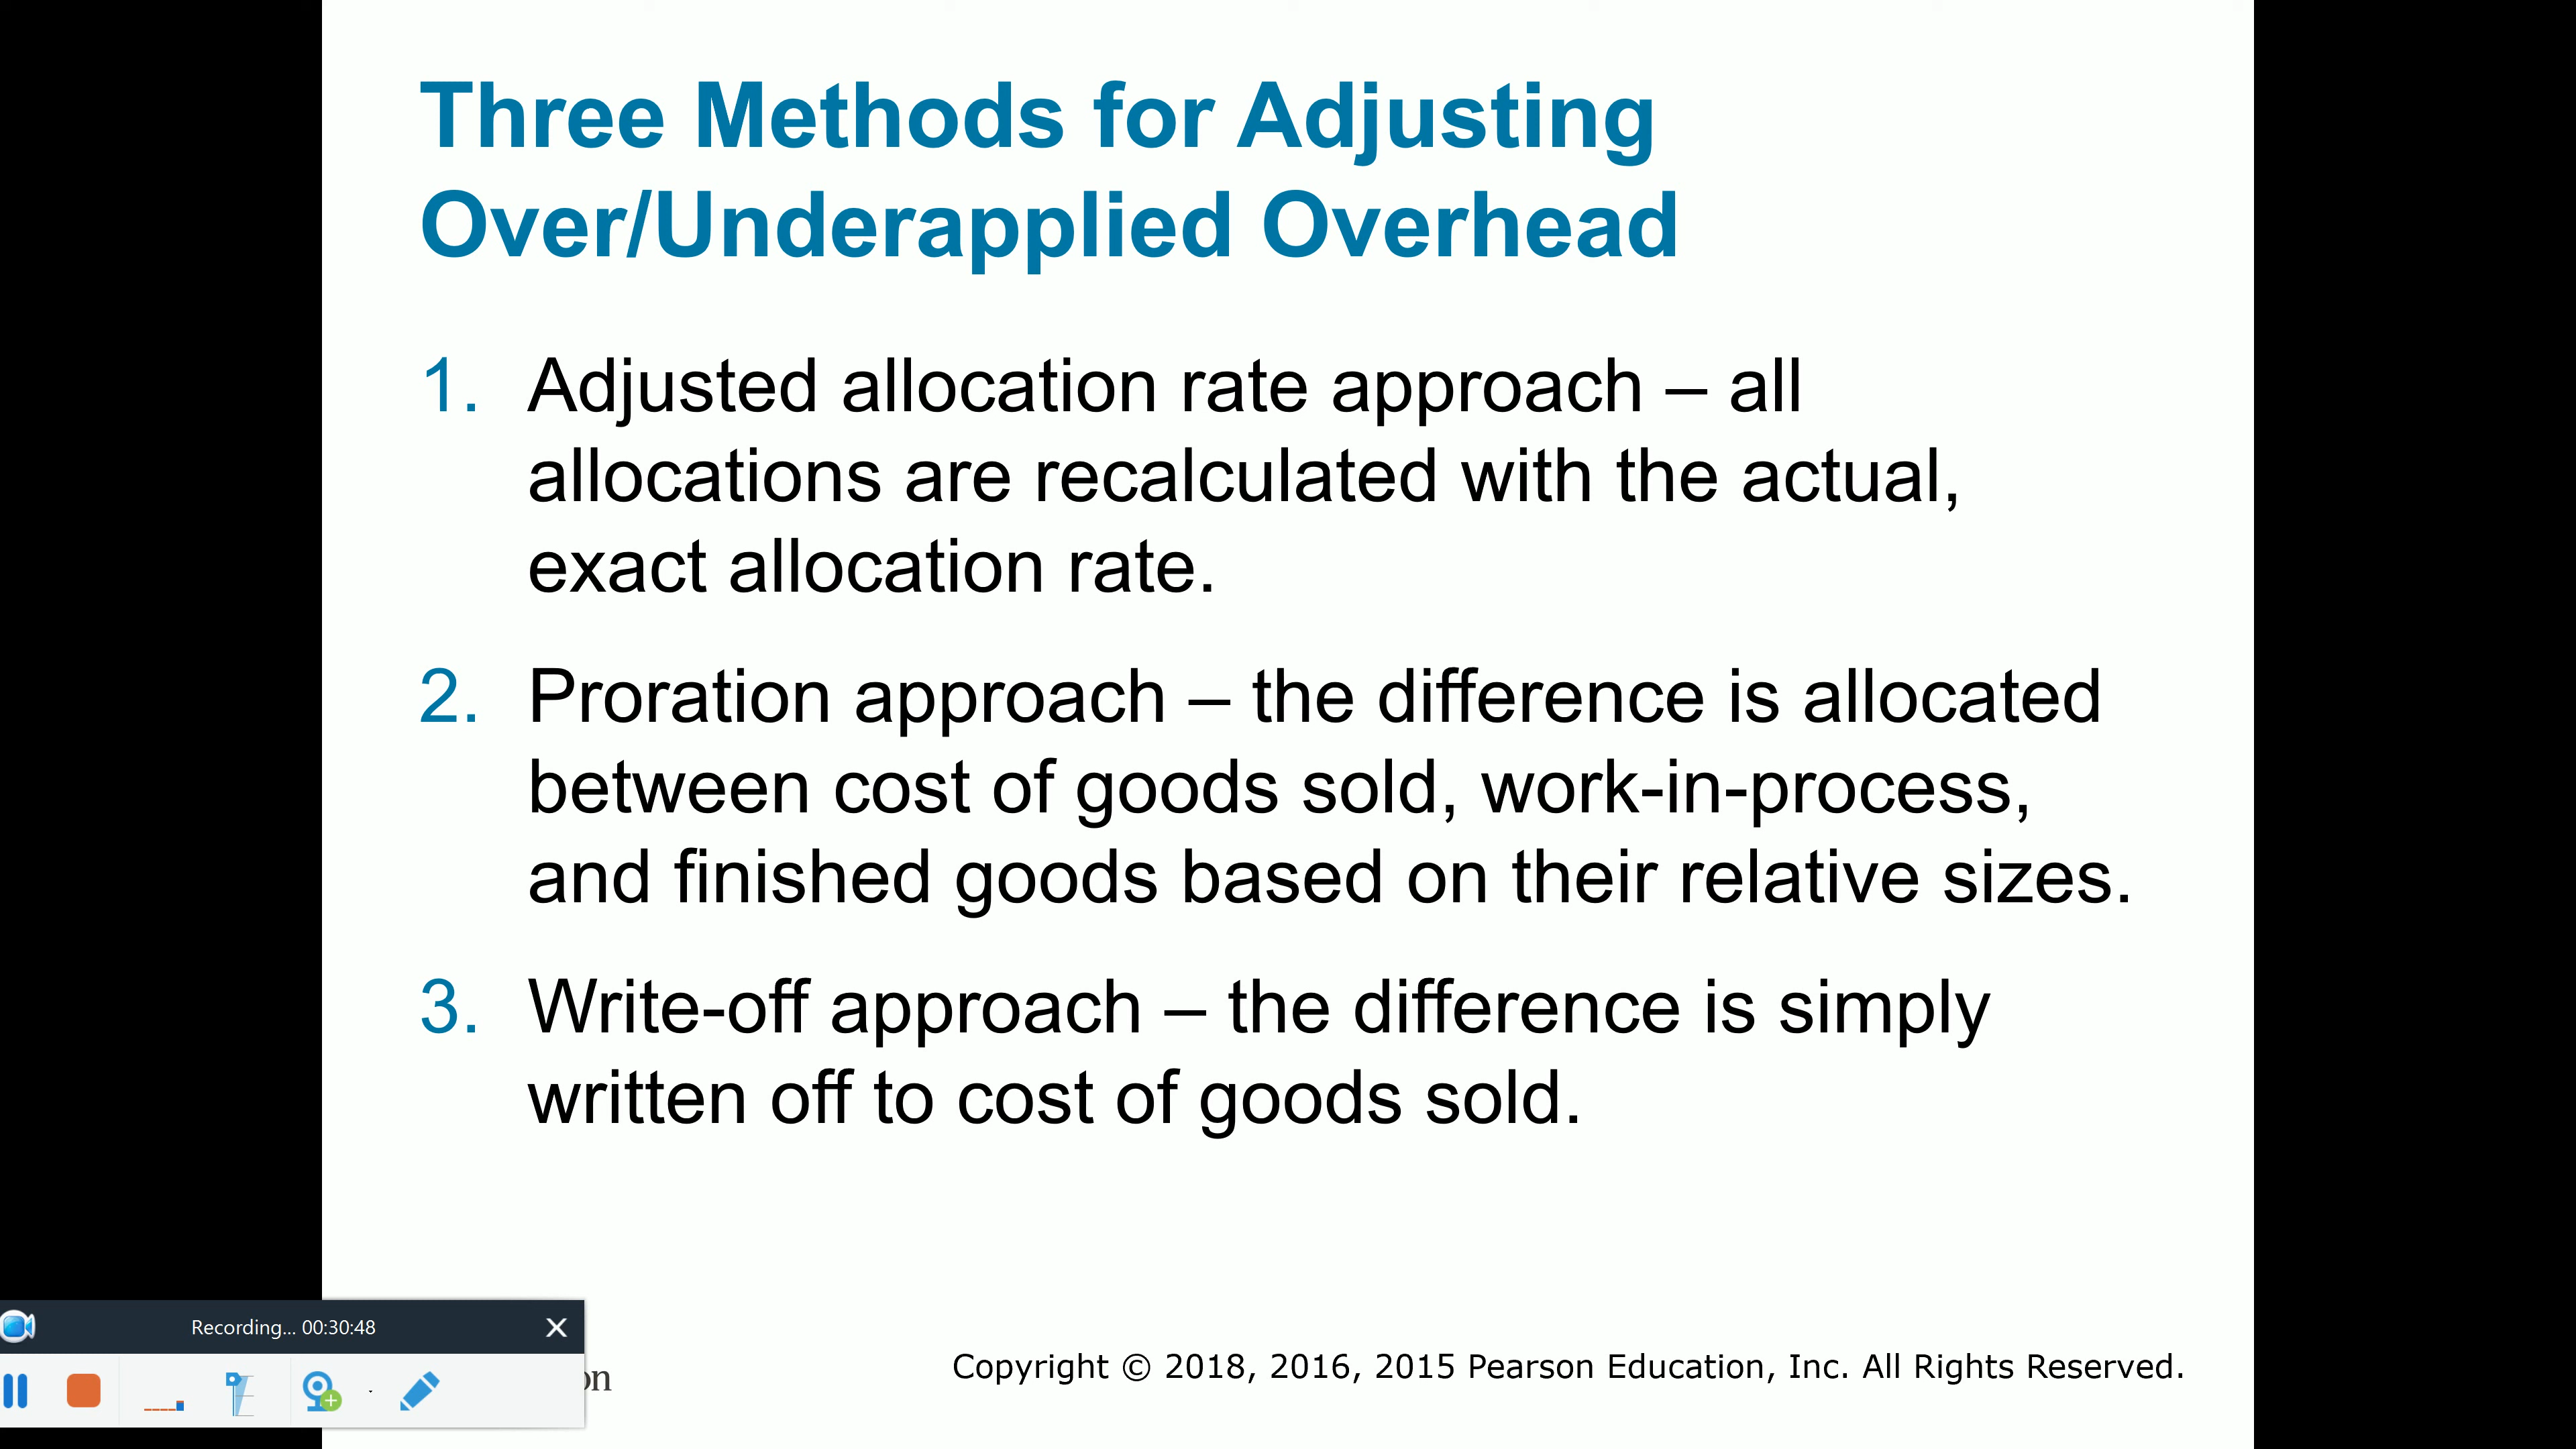 Three Methods for Adjusting
Over/Underapplied Overhead
1. Adjusted allocation rate approach – all
allocations are recalculated with the actual,
exact allocation rate.
2. Proration approach – the difference is allocated
between cost of goods sold, work-in-process,
and finished goods based on their relative sizes.
3. Write-off approach – the difference is simply
written off to cost of goods sold.
Recording... 00:30:48
Copyright © 2018, 2016, 2015 Pearson Education, Inc. All Rights Reserved.